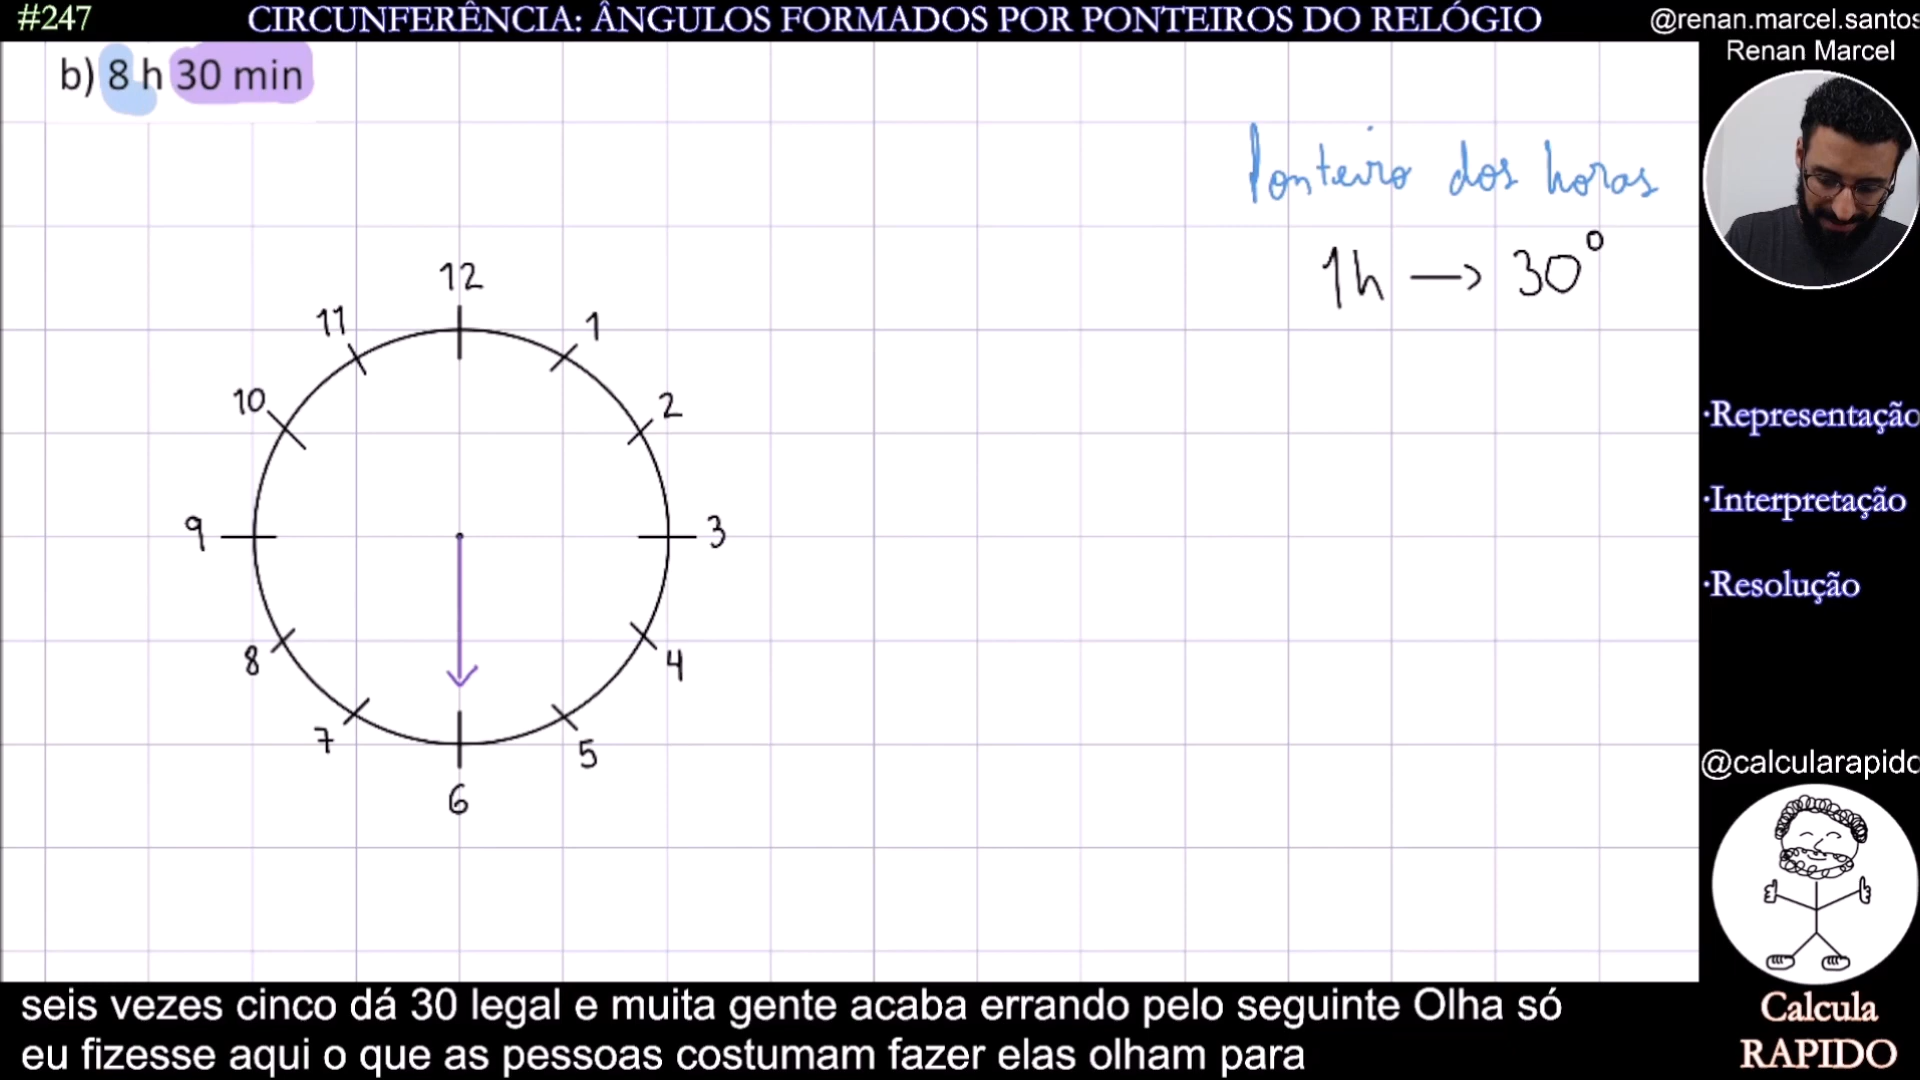 #247
CIRCUNFERÊNCIA: ÂNGULOS FORMADOS POR PONTEIROS DO RELÓGIO
@renan.marcel.santos
Renan Marcel
b) 8 h 30 min
Ponteiro dos horas
1h → 30°
12
11
1
10
2
9
3
8
4
7
5
6
·Representação
·Interpretação
·Resolução
@calcularapido
Calcula
RAPIDO
seis vezes cinco dá 30 legal e muita gente acaba errando pelo seguinte Olha só
eu fizesse aqui o que as pessoas costumam fazer elas olham para